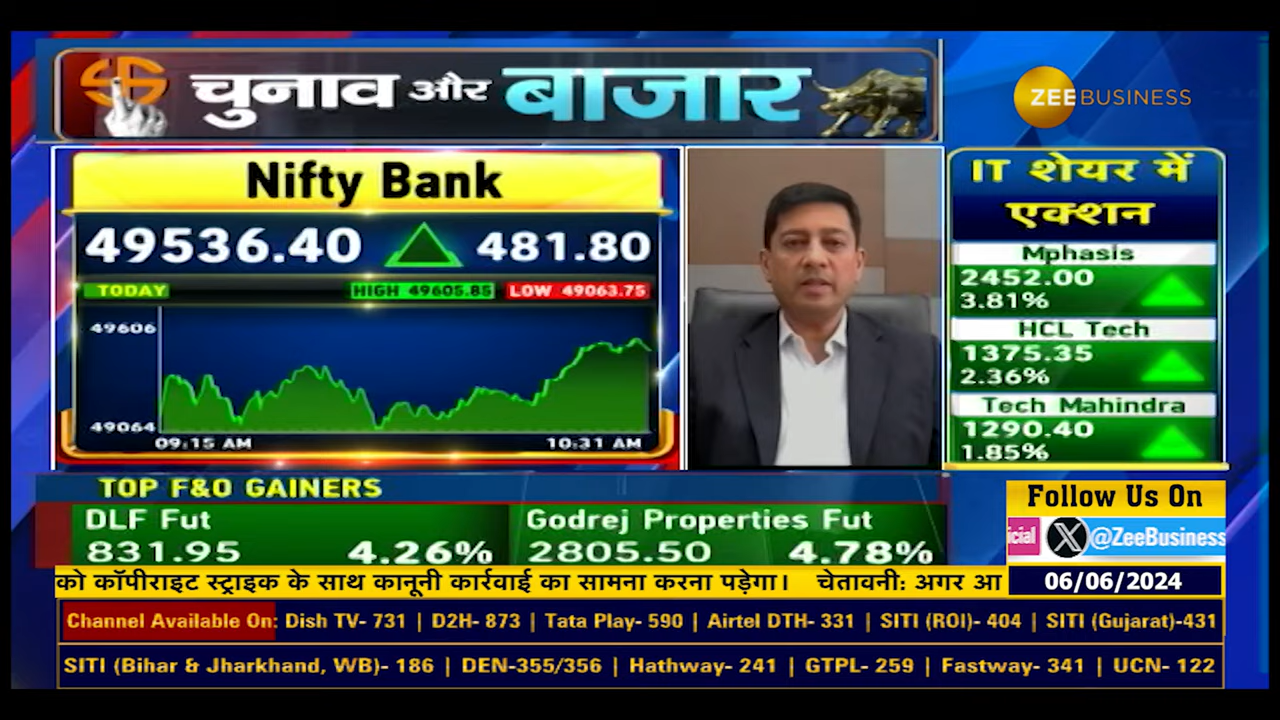 चुनाव और बाजार
ZEE BUSINESS
Nifty Bank
49536.40 481.80
TODAY HIGH 49605.85 LOW 49063.75
49606
49064
09:15 AM 10:31 AM
IT शेयर में
एक्शन
Mphasis
2452.00
3.81%
HCL Tech
1375.35
2.36%
Tech Mahindra
1290.40
1.85%
TOP F&O GAINERS
DLF Fut
831.95 4.26%
Godrej Properties Fut
2805.50 4.78%
Follow Us On
icial X @ZeeBusiness
को कॉपीराइट स्ट्राइक के साथ कानूनी कार्रवाई का सामना करना पड़ेगा। चेतावनी: अगर आ
06/06/2024
Channel Available On: Dish TV- 731 | D2H- 873 | Tata Play- 590 | Airtel DTH- 331 | SITI (ROI)- 404 | SITI (Gujarat)-431
SITI (Bihar & Jharkhand, WB)- 186 | DEN-355/356 | Hathway- 241 | GTPL- 259 | Fastway- 341 | UCN- 122